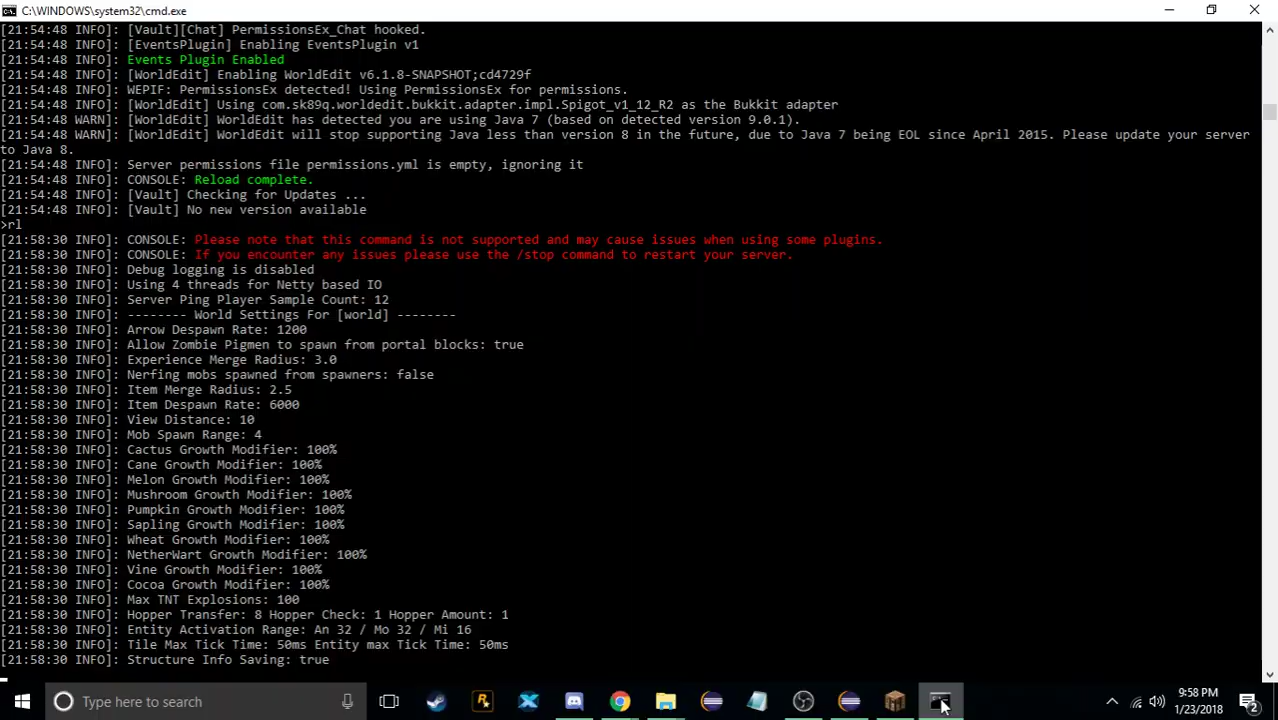 C:\WINDOWS\system32\cmd.exe
[21:54:48 INFO]: [Vault][Chat] PermissionsEx_Chat hooked.
[21:54:48 INFO]: [EventsPlugin] Enabling EventsPlugin v1
[21:54:48 INFO]: Events Plugin Enabled
[21:54:48 INFO]: [WorldEdit] Enabling WorldEdit v6.1.8-SNAPSHOT;cd4729f
[21:54:48 INFO]: WEPIF: PermissionsEx detected! Using PermissionsEx for permissions.
[21:54:48 INFO]: [WorldEdit] Using com.sk89q.worldedit.bukkit.adapter.impl.Spigot_v1_12_R2 as the Bukkit adapter
[21:54:48 WARN]: [WorldEdit] WorldEdit has detected you are using Java 7 (based on detected version 9.0.1).
[21:54:48 WARN]: [WorldEdit] WorldEdit will stop supporting Java less than version 8 in the future, due to Java 7 being EOL since April 2015. Please update your server
to Java 8.
[21:54:48 INFO]: Server permissions file permissions.yml is empty, ignoring it
[21:54:48 INFO]: CONSOLE: Reload complete.
[21:54:48 INFO]: [Vault] Checking for Updates ...
[21:54:48 INFO]: [Vault] No new version available
>rl
[21:58:30 INFO]: CONSOLE: Please note that this command is not supported and may cause issues when using some plugins.
[21:58:30 INFO]: CONSOLE: If you encounter any issues please use the /stop command to restart your server.
[21:58:30 INFO]: Debug logging is disabled
[21:58:30 INFO]: Using 4 threads for Netty based IO
[21:58:30 INFO]: Server Ping Player Sample Count: 12
[21:58:30 INFO]: -------- World Settings For [world] --------
[21:58:30 INFO]: Arrow Despawn Rate: 1200
[21:58:30 INFO]: Allow Zombie Pigmen to spawn from portal blocks: true
[21:58:30 INFO]: Experience Merge Radius: 3.0
[21:58:30 INFO]: Nerfing mobs spawned from spawners: false
[21:58:30 INFO]: Item Merge Radius: 2.5
[21:58:30 INFO]: Item Despawn Rate: 6000
[21:58:30 INFO]: View Distance: 10
[21:58:30 INFO]: Mob Spawn Range: 4
[21:58:30 INFO]: Cactus Growth Modifier: 100%
[21:58:30 INFO]: Cane Growth Modifier: 100%
[21:58:30 INFO]: Melon Growth Modifier: 100%
[21:58:30 INFO]: Mushroom Growth Modifier: 100%
[21:58:30 INFO]: Pumpkin Growth Modifier: 100%
[21:58:30 INFO]: Sapling Growth Modifier: 100%
[21:58:30 INFO]: Wheat Growth Modifier: 100%
[21:58:30 INFO]: NetherWart Growth Modifier: 100%
[21:58:30 INFO]: Vine Growth Modifier: 100%
[21:58:30 INFO]: Cocoa Growth Modifier: 100%
[21:58:30 INFO]: Max TNT Explosions: 100
[21:58:30 INFO]: Hopper Transfer: 8 Hopper Check: 1 Hopper Amount: 1
[21:58:30 INFO]: Entity Activation Range: An 32 / Mo 32 / Mi 16
[21:58:30 INFO]: Tile Max Tick Time: 50ms Entity max Tick Time: 50ms
[21:58:30 INFO]: Structure Info Saving: true
Type here to search
9:58 PM
1/23/2018
2